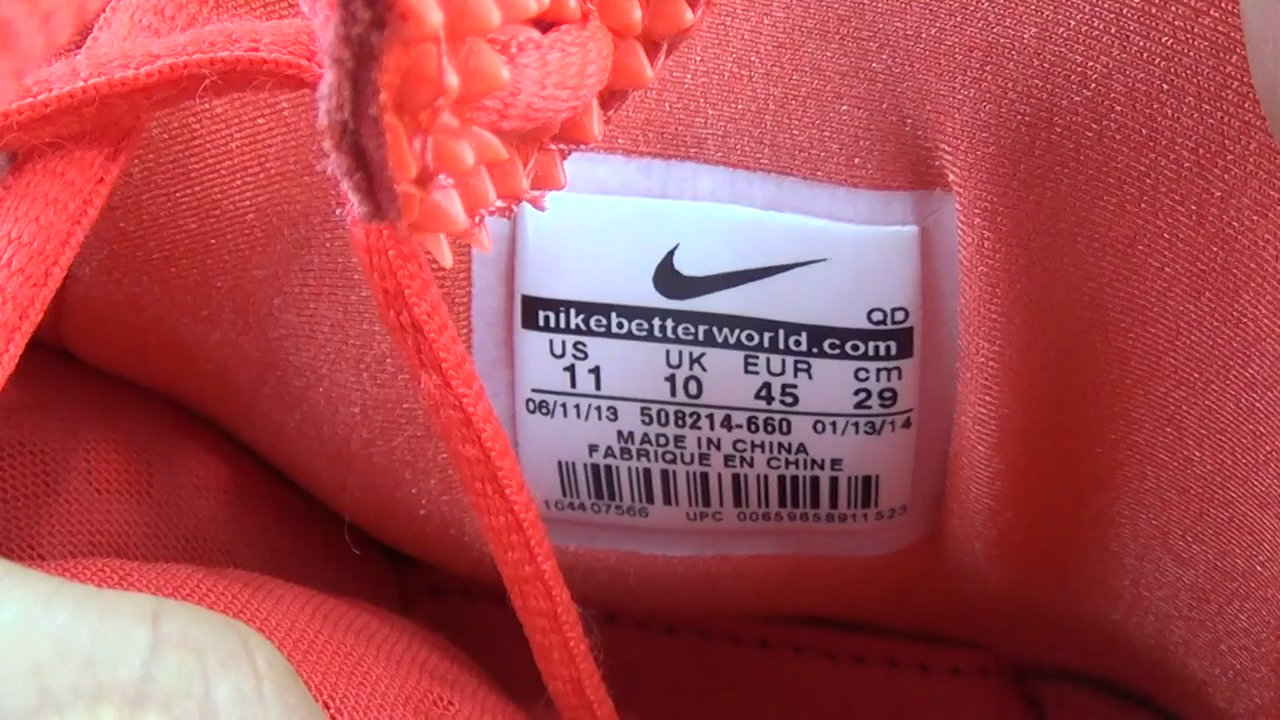 QD
nikebetterworld.com
US UK EUR cm
11 10 45 29
06/11/13 508214-660 01/13/14
MADE IN CHINA
FABRIQUE EN CHINE
104407566 UPC 00659658911523